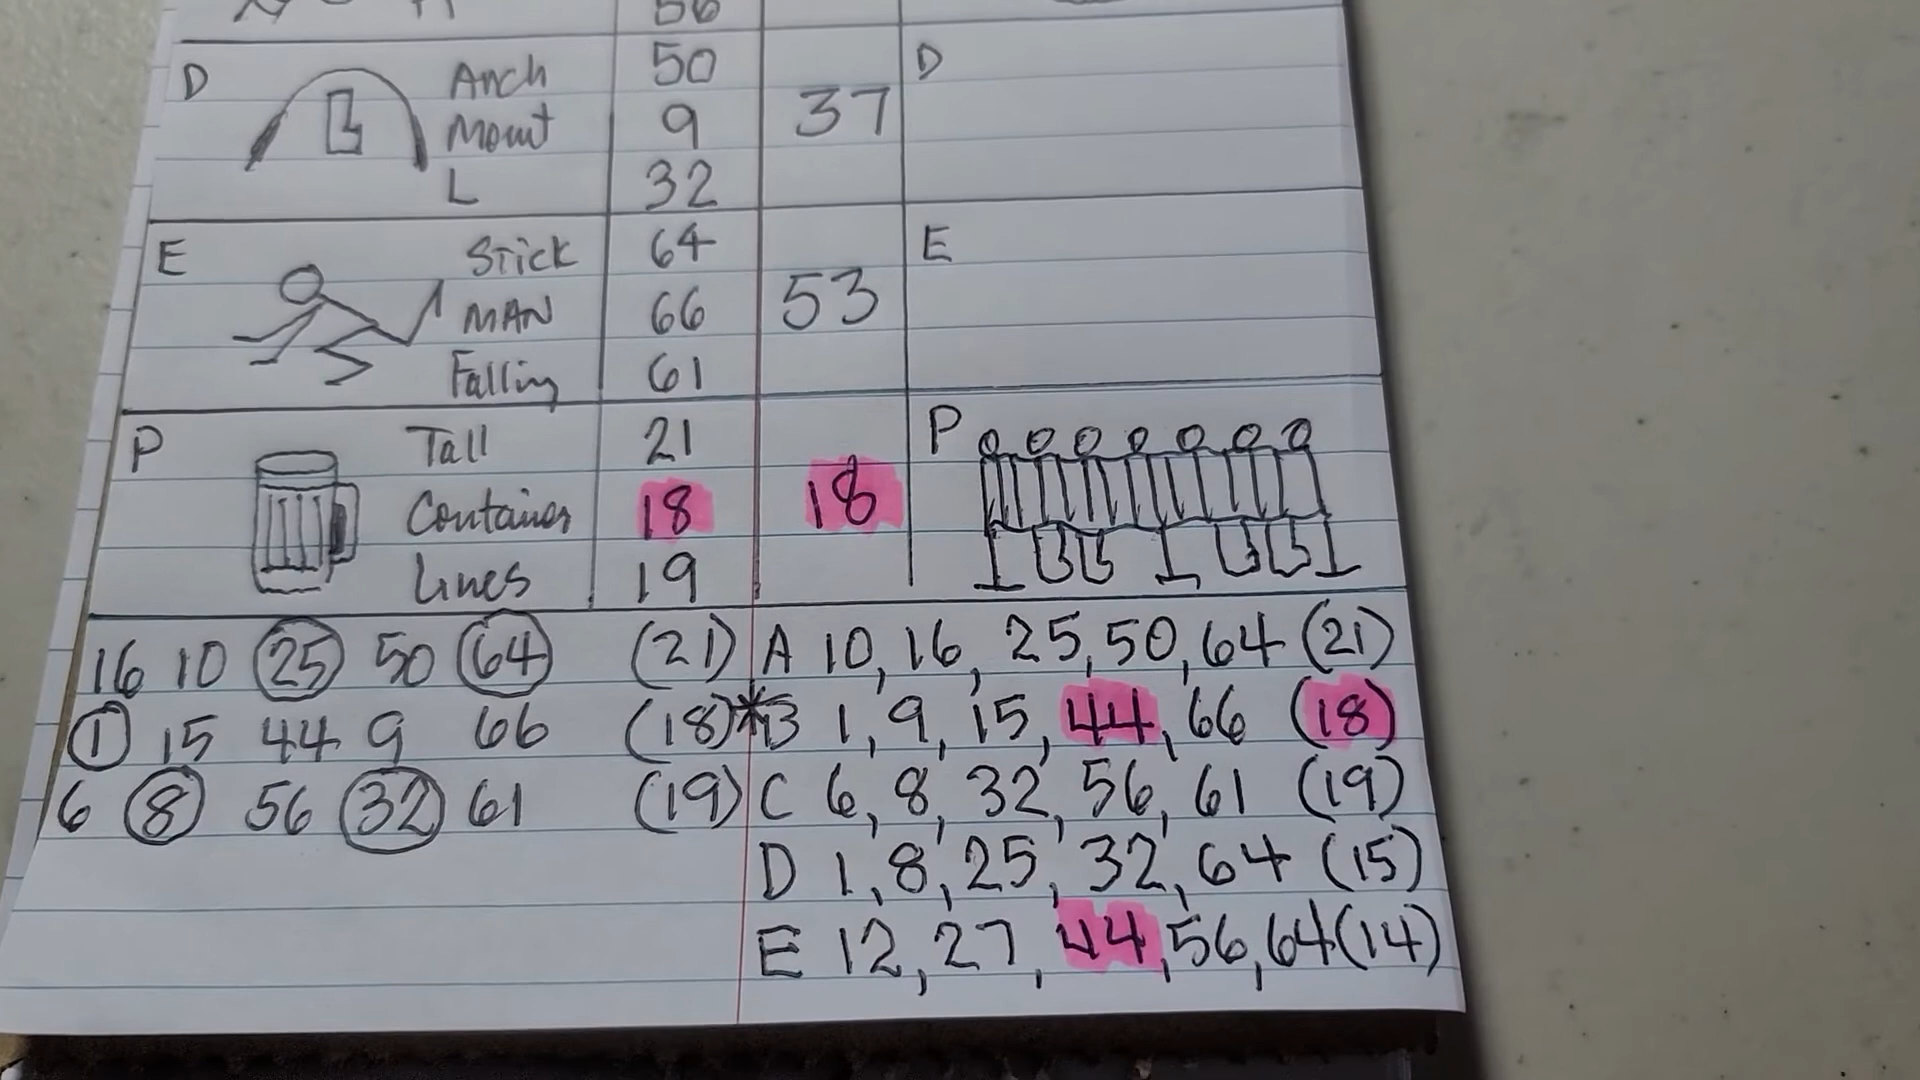 56
D Arch 50 D
Mount 9 37
L 32
E Stick 64 E
MAN 66 53
Falling 61
P Tall 21 P
Container 18 18
Lines 19
16 10 25 50 64 (21) A 10, 16, 25, 50, 64 (21)
1 15 44 9 66 (18) *B 1, 9, 15, 44, 66 (18)
6 8 56 32 61 (19) C 6, 8, 32, 56, 61 (19)
D 1, 8, 25, 32, 64 (15)
E 12, 27, 44, 56, 64 (14)